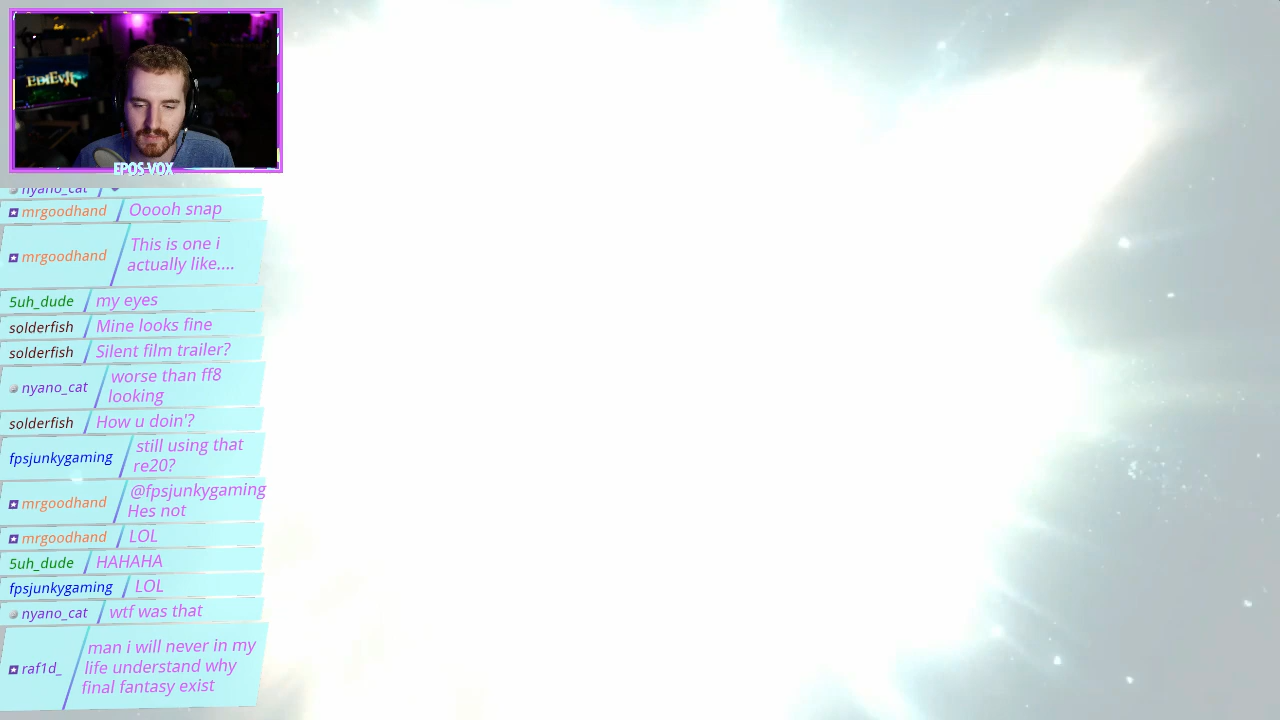 EPOS VOX
nyano_cat
mrgoodhand Ooooh snap
mrgoodhand This is one i
actually like....
5uh_dude my eyes
solderfish Mine looks fine
solderfish Silent film trailer?
nyano_cat worse than ff8
looking
solderfish How u doin'?
fpsjunkygaming still using that
re20?
mrgoodhand @fpsjunkygaming
Hes not
mrgoodhand LOL
5uh_dude HAHAHA
fpsjunkygaming LOL
nyano_cat wtf was that
raf1d_ man i will never in my
life understand why
final fantasy exist